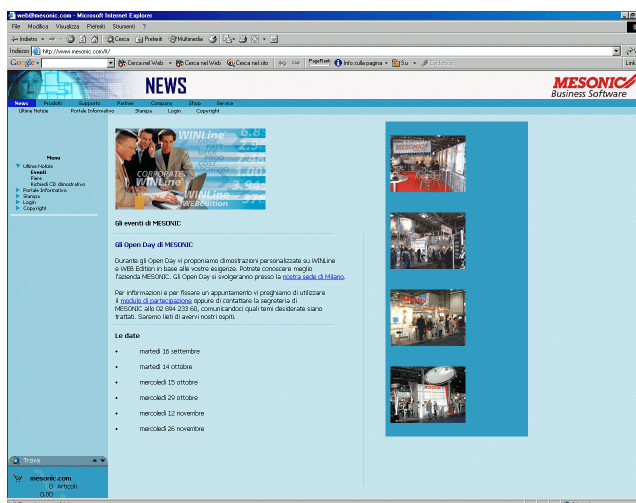 web@mesonic.com - Microsoft Internet Explorer
File Modifica Visualizza Preferiti Strumenti ?
Indietro Cerca Preferiti Multimedia
Indirizzo http://www.mesonic.com/it/
Google Cerca nel Web Cerca nel Web Cerca nel sito PageRank Info sulla pagina Su Evidenzia
NEWS
MESONIC
Business Software
News Prodotti Supporto Partner Company Shop Service
Ultime Notizie Portale Informativo Stampa Login Copyright
Menu
Ultime Notizie
Eventi
Fiere
Richiedi CD dimostrativo
Portale Informativo
Stampa
Login
Copyright
WINLine
CORPORATE
WINLine
WINLine
WEBEdition
Gli eventi di MESONIC
Gli Open Day di MESONIC
Durante gli Open Day vi proponiamo dimostrazioni personalizzate su WINLine
e WEB Edition in base alle vostre esigenze. Potrete conoscere meglio
l'azienda MESONIC. Gli Open Day si svolgeranno presso la nostra sede di Milano.
Per informazioni e per fissare un appuntamento vi preghiamo di utilizzare
il modulo di partecipazione oppure di contattare la segreteria di
MESONIC allo 02 894 233 60, comunicandoci quali temi desiderate siano
trattati. Saremo lieti di avervi nostri ospiti.
Le date
• martedì 16 settembre
• martedì 14 ottobre
• mercoledì 15 ottobre
• mercoledì 29 ottobre
• mercoledì 12 novembre
• mercoledì 26 novembre
MESONIC
Trova
mesonic.com
0 Articoli
0.00